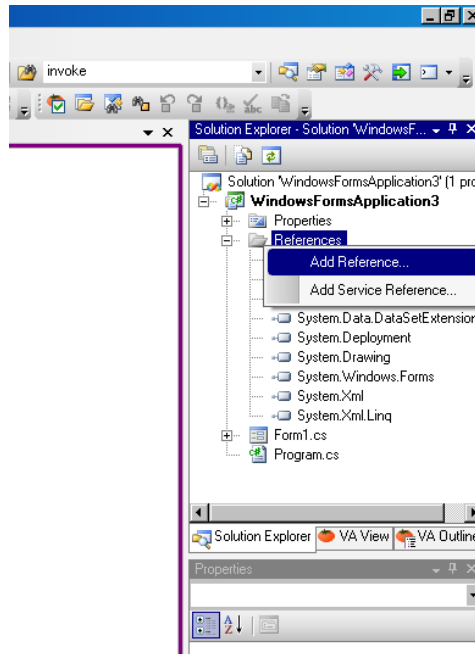 invoke
Solution Explorer - Solution 'WindowsF...
Solution 'WindowsFormsApplication3' (1 pro
WindowsFormsApplication3
Properties
References
Add Reference...
Add Service Reference...
System.Data.DataSetExtension
System.Deployment
System.Drawing
System.Windows.Forms
System.Xml
System.Xml.Linq
Form1.cs
Program.cs
Solution Explorer VA View VA Outline
Properties